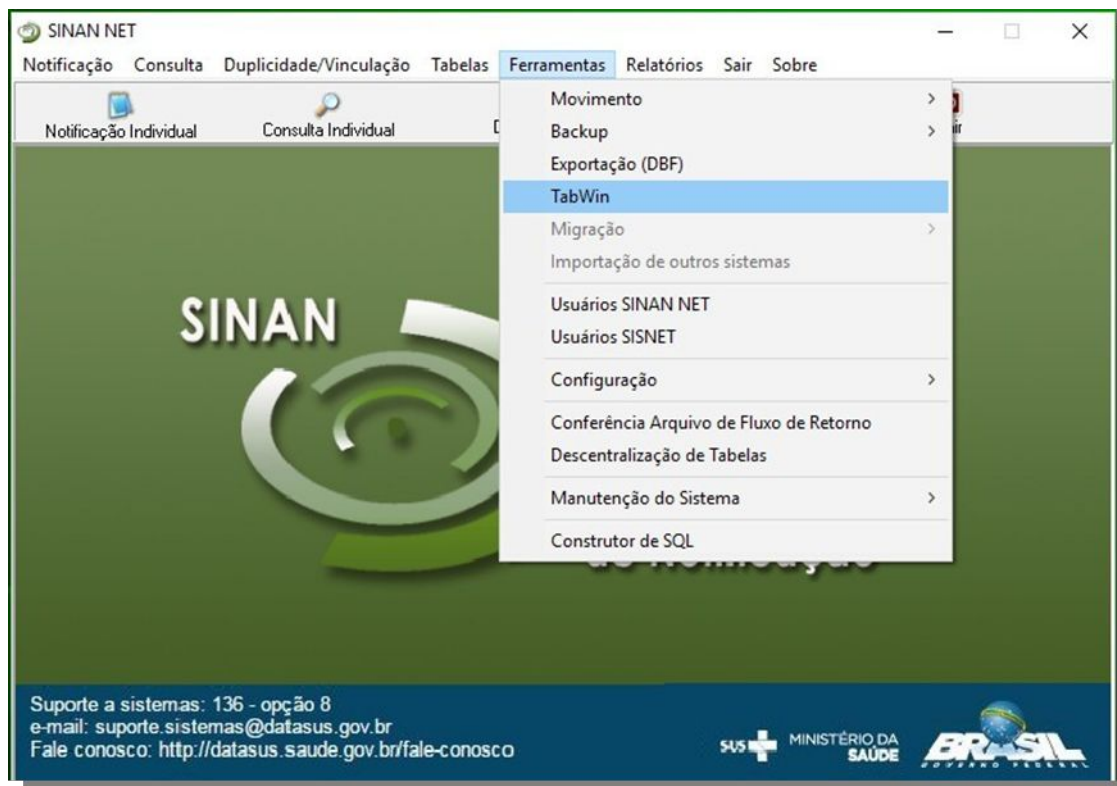 SINAN NET
Notificação Consulta Duplicidade/Vinculação Tabelas Ferramentas Relatórios Sair Sobre
Notificação Individual Consulta Individual
Movimento
Backup
Exportação (DBF)
TabWin
Migração
Importação de outros sistemas
Usuários SINAN NET
Usuários SISNET
Configuração
Conferência Arquivo de Fluxo de Retorno
Descentralização de Tabelas
Manutenção do Sistema
Construtor de SQL
SINAN
Suporte a sistemas: 136 - opção 8
e-mail: suporte.sistemas@datasus.gov.br
Fale conosco: http://datasus.saude.gov.br/fale-conosco
SUS MINISTÉRIO DA
SAÚDE
BRASIL
GOVERNO FEDERAL